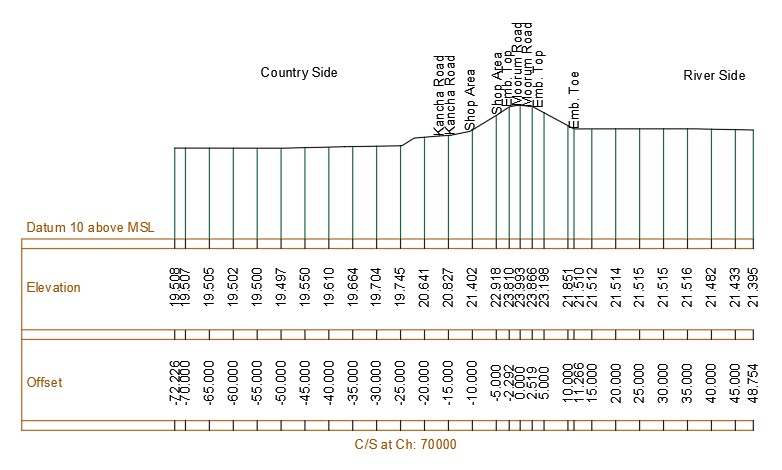 Country Side
River Side
Kancha Road
Kancha Road
Shop Area
Shop Area
Emb. Top
Moorum Road
Moorum Road
Emb. Top
Emb. Toe
Datum 10 above MSL
Elevation
19.508 19.507 19.505 19.502 19.500 19.497 19.550 19.610 19.664 19.704 19.745 20.641 20.827 21.402 22.918 23.810 23.993 23.866 23.198 21.851 21.510 21.512 21.514 21.515 21.515 21.516 21.482 21.433 21.395
Offset
-72.226 -70.000 -65.000 -60.000 -55.000 -50.000 -45.000 -40.000 -35.000 -30.000 -25.000 -20.000 -15.000 -10.000 -5.000 -2.292 0.000 2.519 5.000 10.000 11.266 15.000 20.000 25.000 30.000 35.000 40.000 45.000 48.754
C/S at Ch: 70000